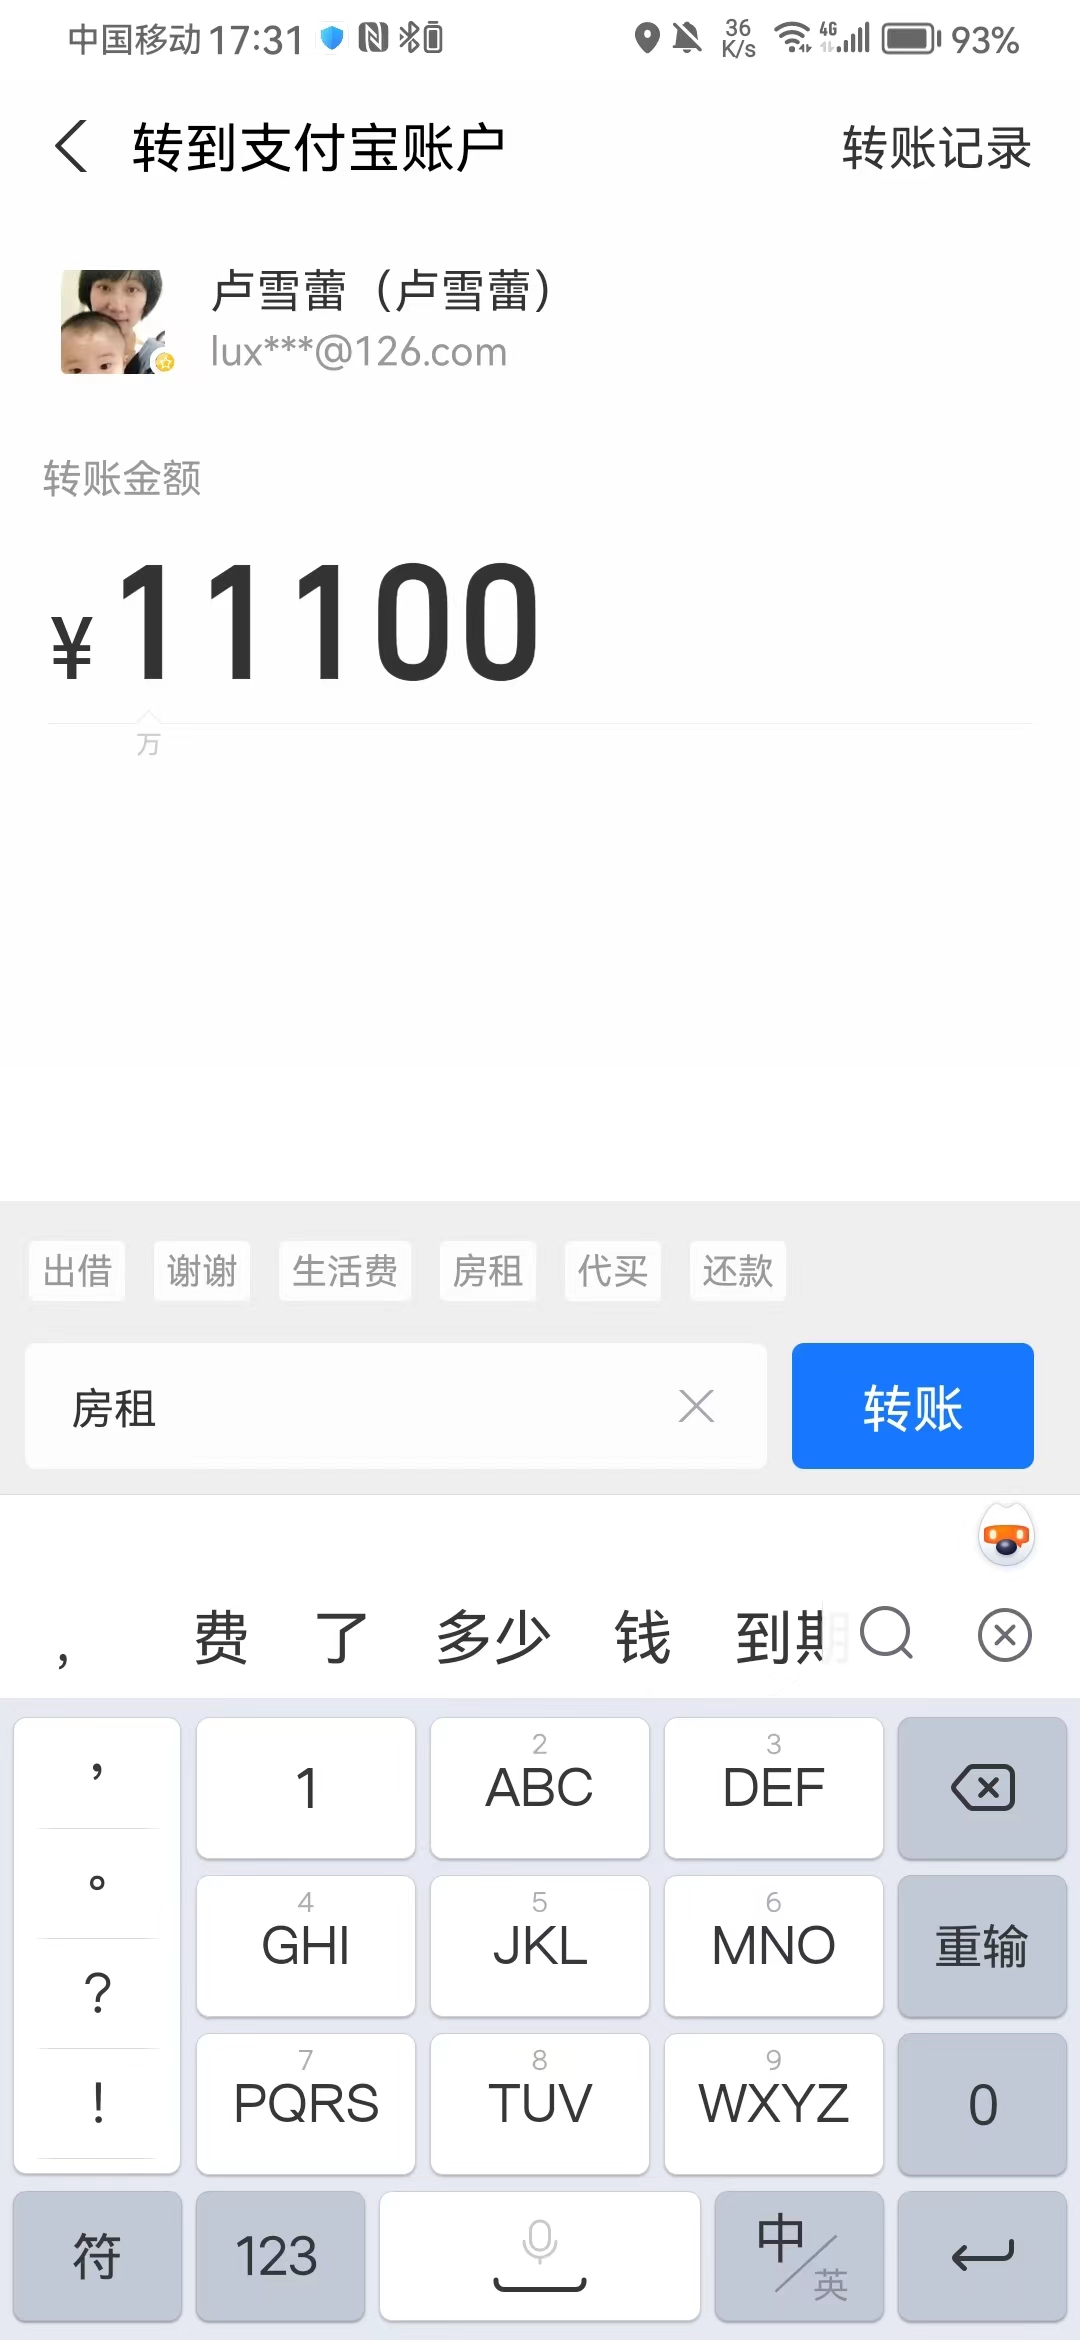 中国移动 17:31 36 K/s 4G 93%
转到支付宝账户 转账记录
卢雪蕾（卢雪蕾）
lux***@126.com
转账金额
¥11100
万
出借 谢谢 生活费 房租 代买 还款
房租 转账
， 费 了 多少 钱 到期
， 1 2 ABC 3 DEF
。 4 GHI 5 JKL 6 MNO 重输
? 7 PQRS 8 TUV 9 WXYZ 0
!
符 123 中/英